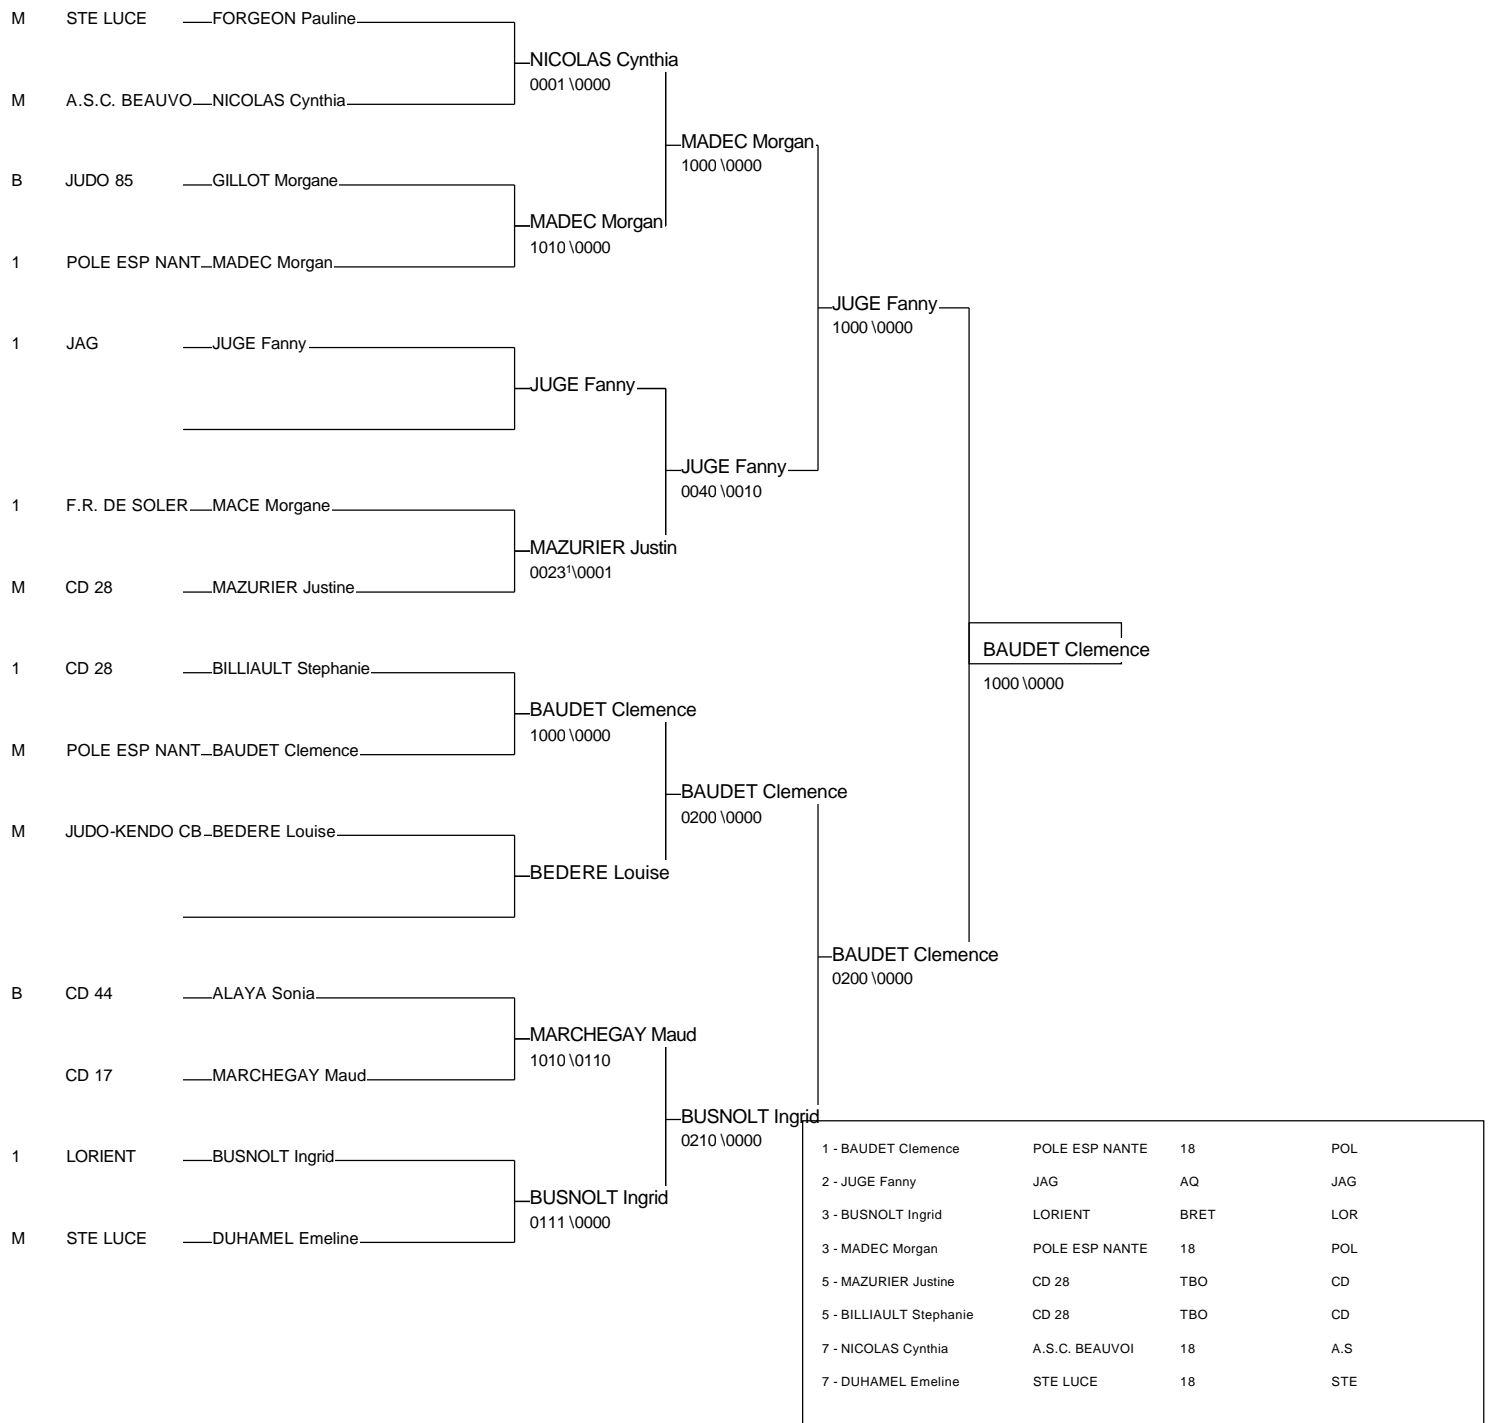 M STE LUCE FORGEON Pauline
NICOLAS Cynthia
0001 \0000
M A.S.C. BEAUVO NICOLAS Cynthia
MADEC Morgan
1000 \0000
B JUDO 85 GILLOT Morgane
MADEC Morgan
1010 \0000
1 POLE ESP NANT MADEC Morgan
JUGE Fanny
1000 \0000
1 JAG JUGE Fanny
JUGE Fanny
JUGE Fanny
0040 \0010
1 F.R. DE SOLER MACE Morgane
MAZURIER Justin
0023¹\0001
M CD 28 MAZURIER Justine
BAUDET Clemence
1000 \0000
1 CD 28 BILLIAULT Stephanie
BAUDET Clemence
1000 \0000
M POLE ESP NANT BAUDET Clemence
BAUDET Clemence
0200 \0000
M JUDO-KENDO CB BEDERE Louise
BEDERE Louise
BAUDET Clemence
0200 \0000
B CD 44 ALAYA Sonia
MARCHEGAY Maud
1010 \0110
CD 17 MARCHEGAY Maud
BUSNOLT Ingrid
0210 \0000
1 LORIENT BUSNOLT Ingrid
BUSNOLT Ingrid
0111 \0000
M STE LUCE DUHAMEL Emeline
1 - BAUDET Clemence POLE ESP NANTE 18 POL
2 - JUGE Fanny JAG AQ JAG
3 - BUSNOLT Ingrid LORIENT BRET LOR
3 - MADEC Morgan POLE ESP NANTE 18 POL
5 - MAZURIER Justine CD 28 TBO CD
5 - BILLIAULT Stephanie CD 28 TBO CD
7 - NICOLAS Cynthia A.S.C. BEAUVOI 18 A.S
7 - DUHAMEL Emeline STE LUCE 18 STE